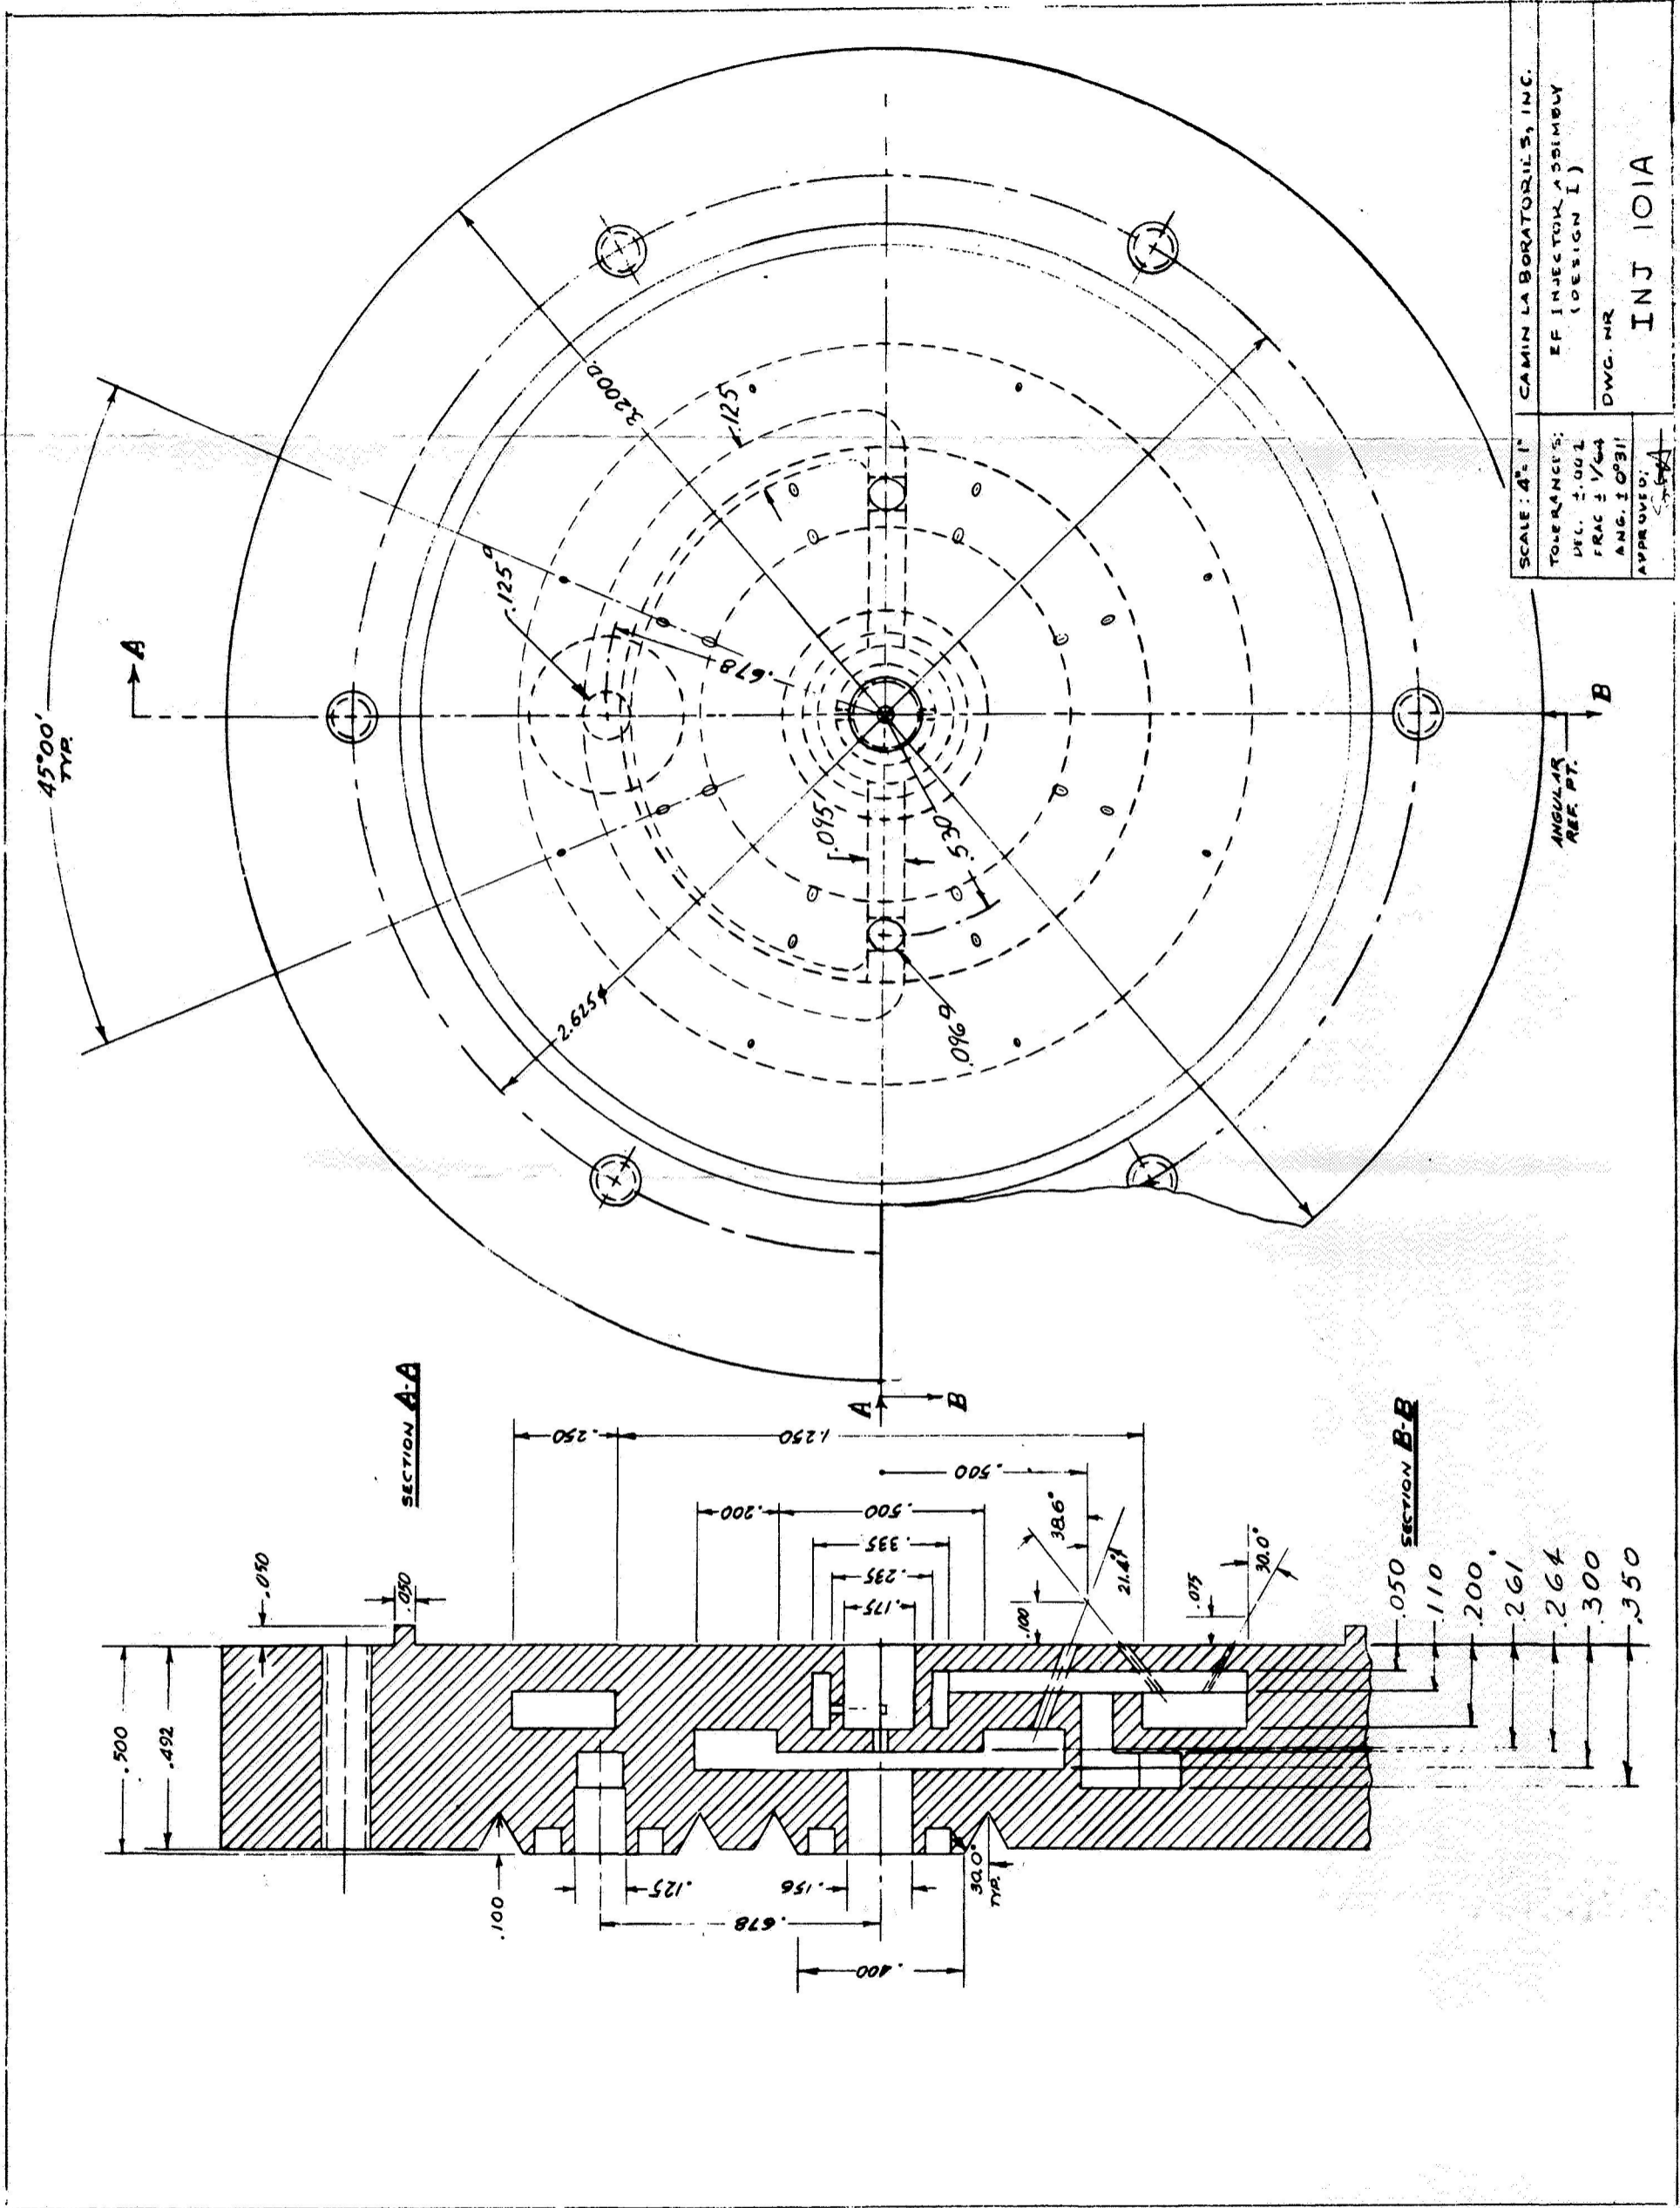 45°00'
TYP.
A
3.200D.
.125
.125 D
.678
.095
.530
.096 D
2.625 ϕ
B
ANGULAR
REF. PT.
SECTION A-A
A
B
.250
1.250
.500
.200
.500
.335
.235
.175
38.6°
21.4°
.100
.075
30.0°
.050
.050
.500
.492
.100
.125
.156
.678
.400
30.0°
TYP.
SECTION B-B
.050
.110
.200
.261
.264
.300
.350
SCALE: 4"= 1"
TOLERANCES:
DEC. ±.002
FRAC ± 1/64
ANG. ± 0°31'
APPROVED:
CAMIN LABORATORIES, INC.
EF INJECTOR ASSEMBLY
(DESIGN I)
DWG. NR
INJ 101A